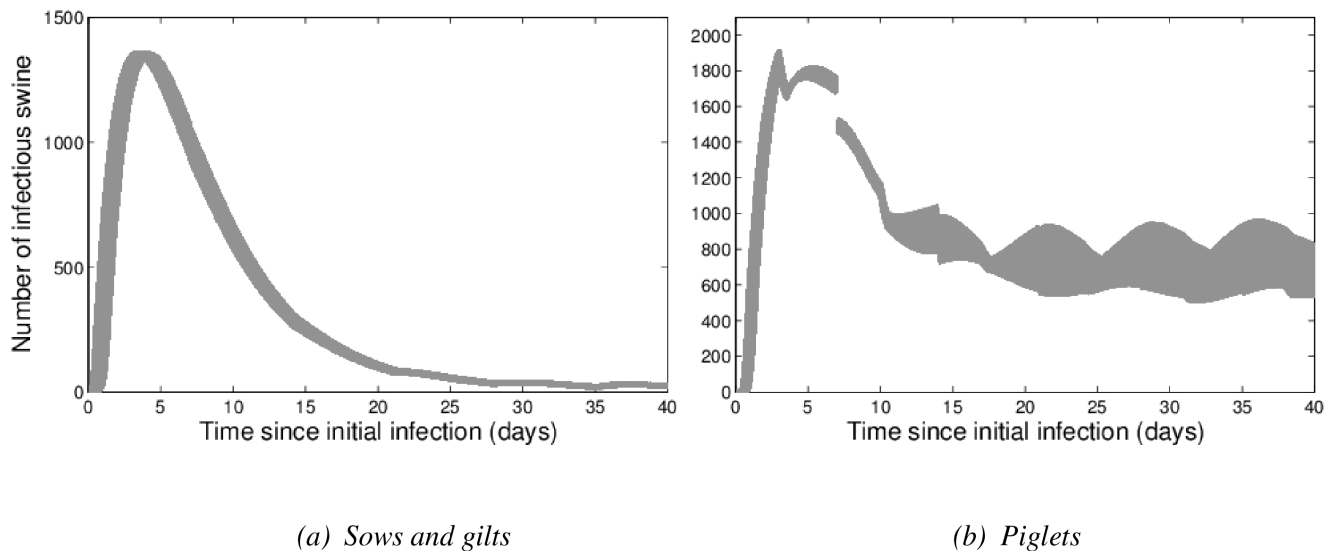 1500
1000
500
0
Number of infectious swine
0 5 10 15 20 25 30 35 40
Time since initial infection (days)
2000
1800
1600
1400
1200
1000
800
600
400
200
0
0 5 10 15 20 25 30 35 40
Time since initial infection (days)
(a) Sows and gilts
(b) Piglets